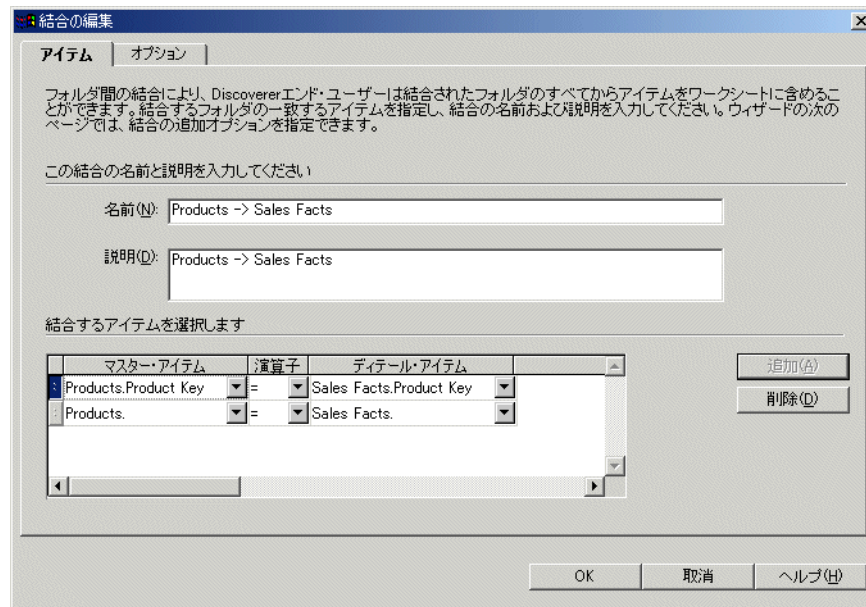 結合の編集
アイテム
オプション
フォルダ間の結合により、Discovererエンド・ユーザーは結合されたフォルダのすべてからアイテムをワークシートに含めるこ
とができます。結合するフォルダの一致するアイテムを指定し、結合の名前および説明を入力してください。ウィザードの次の
ページでは、結合の追加オプションを指定できます。
この結合の名前と説明を入力してください
名前(N): Products -> Sales Facts
説明(D): Products -> Sales Facts
結合するアイテムを選択します
マスター・アイテム 演算子 ディテール・アイテム
Products.Product Key = Sales Facts.Product Key
Products. = Sales Facts.
追加(A)
削除(D)
OK 取消 ヘルプ(H)